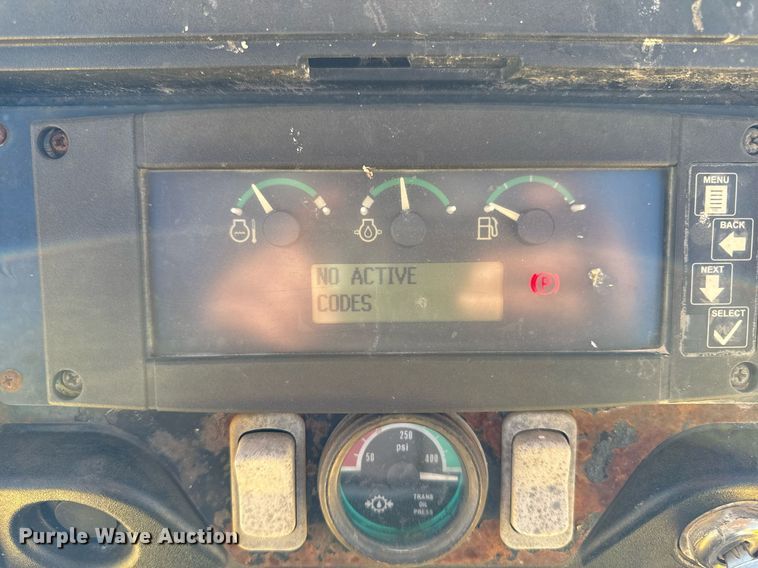 MENU
BACK
NEXT
SELECT
NO ACTIVE
CODES
P
250
psi
50
400
TRANS
OIL
PRESS
Purple Wave Auction®